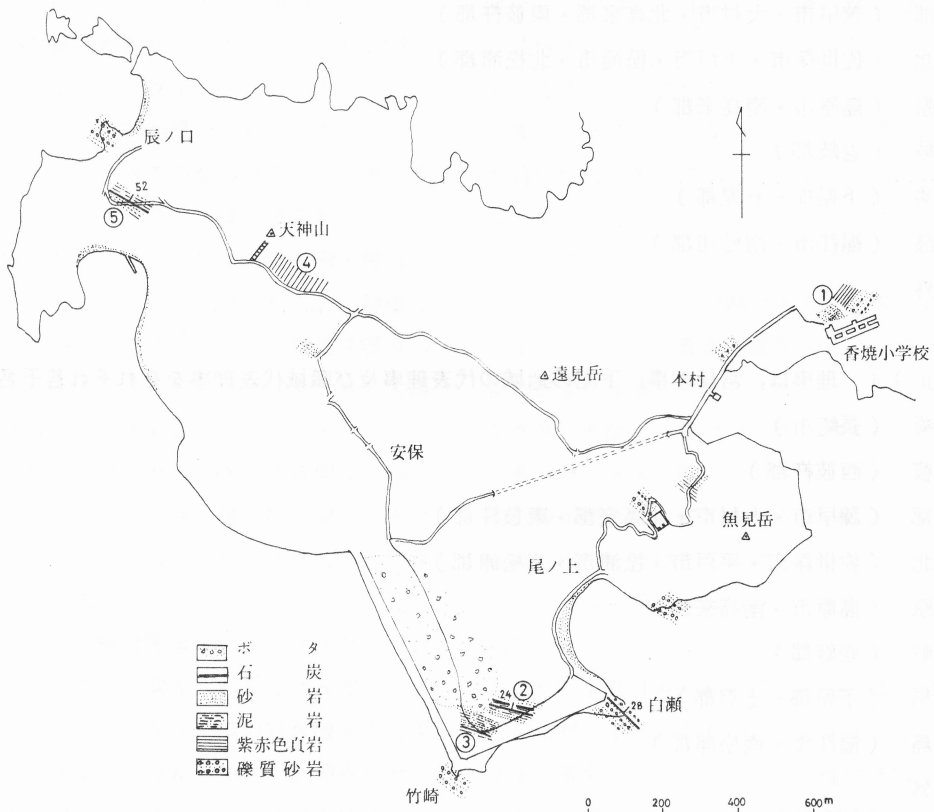 辰ノ口
52
⑤
天神山
④
①
香焼小学校
遠見岳
本村
安保
魚見岳
尾ノ上
ボタ
石炭
砂岩
泥岩
紫赤色頁岩
礫質砂岩
24
②
28
白瀬
③
竹崎
0 200 400 600m